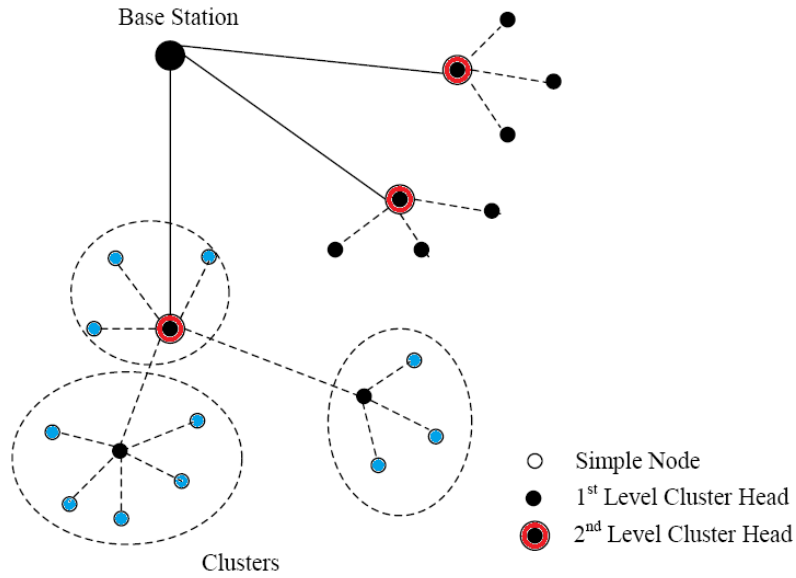 Base Station
Simple Node
1st Level Cluster Head
2nd Level Cluster Head
Clusters